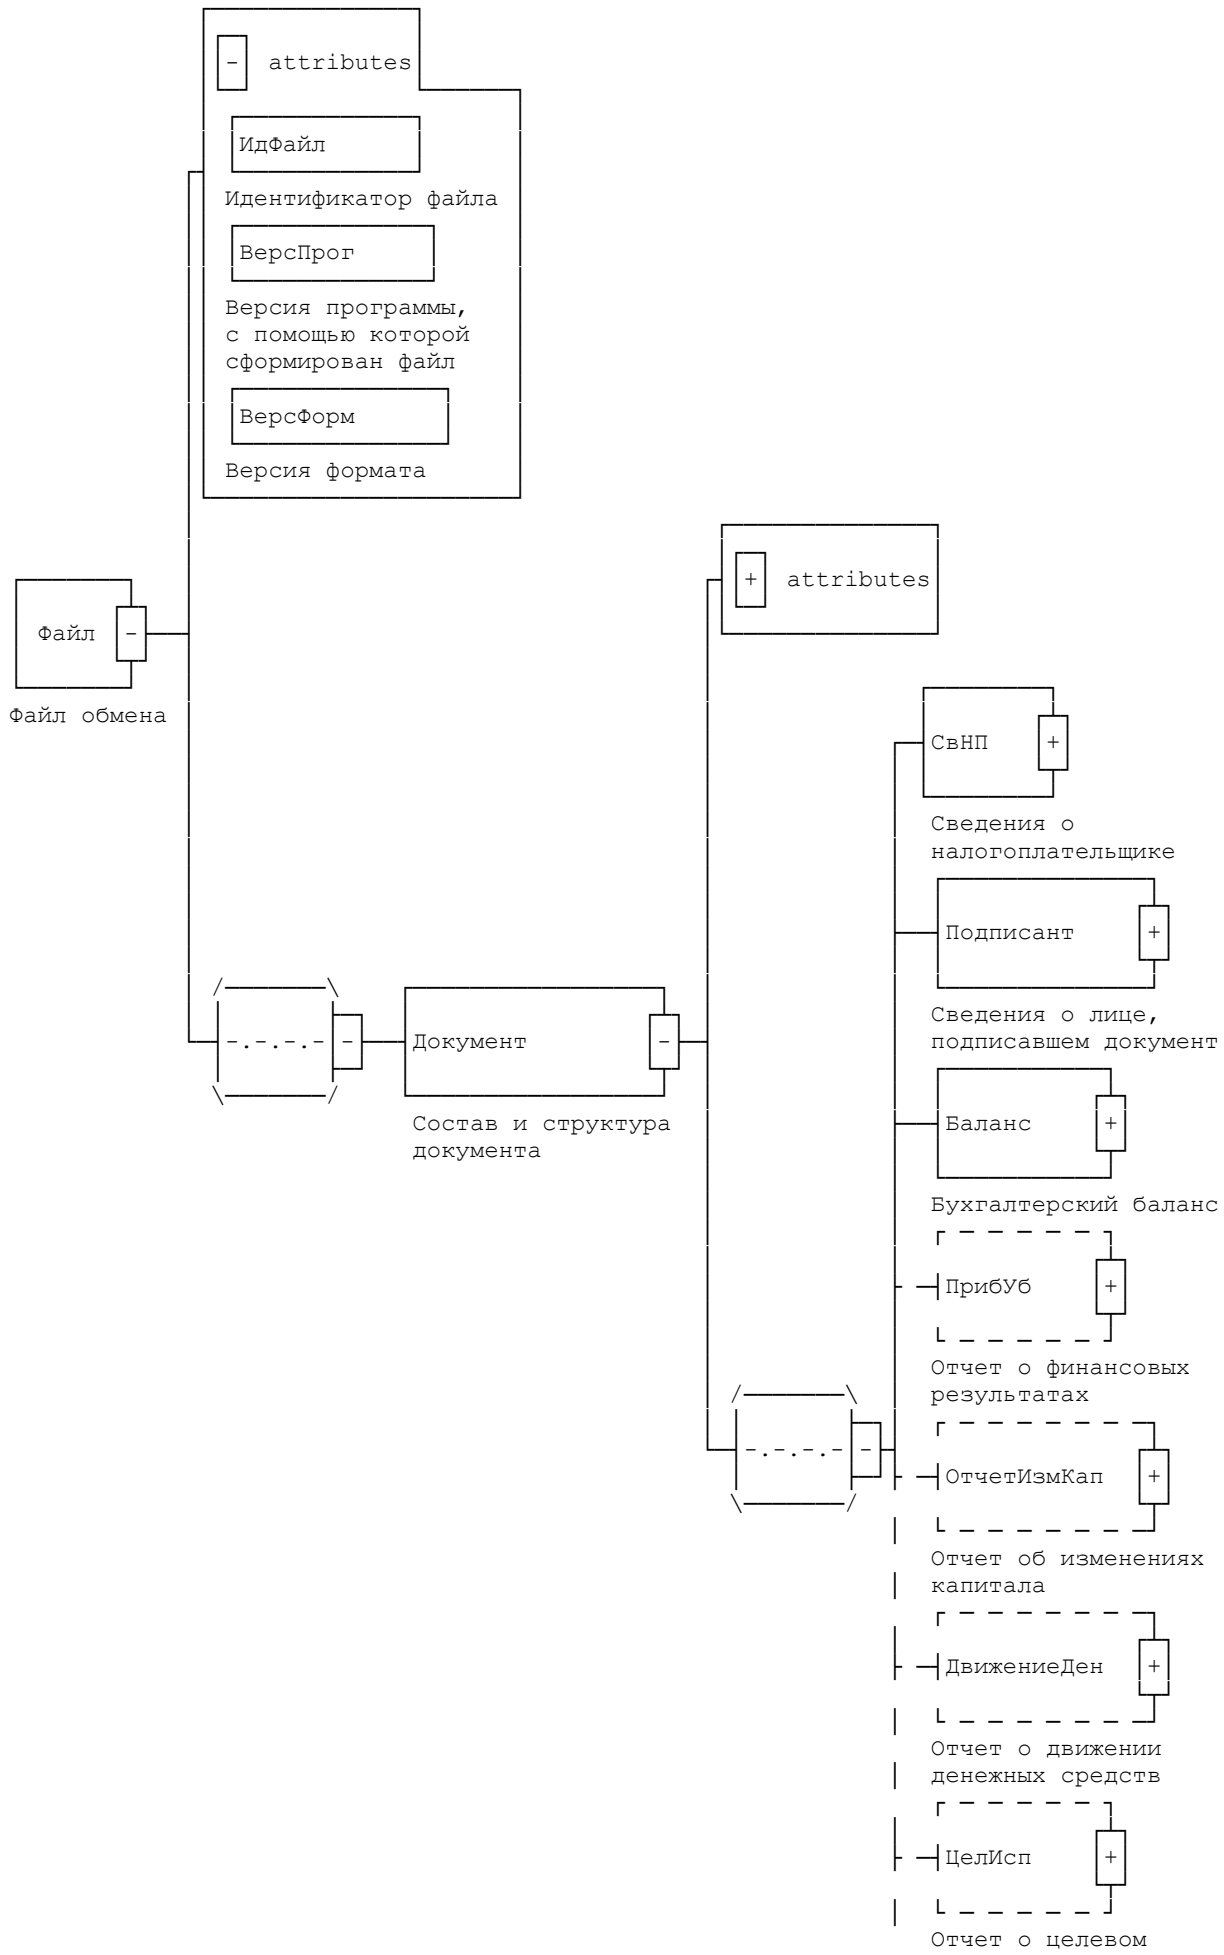 - attributes
ИдФайл
Идентификатор файла
ВерсПрог
Версия программы,
с помощью которой
сформирован файл
ВерсФорм
Версия формата
+ attributes
Файл -
Файл обмена
СвНП +
Сведения о
налогоплательщике
Подписант +
Сведения о лице,
подписавшем документ
-.-.-.- -
Документ -
Состав и структура
документа
Баланс +
Бухгалтерский баланс
ПрибУб +
Отчет о финансовых
результатах
-.-.-.- -
ОтчетИзмКап +
Отчет об изменениях
капитала
ДвижениеДен +
Отчет о движении
денежных средств
ЦелИсп +
Отчет о целевом